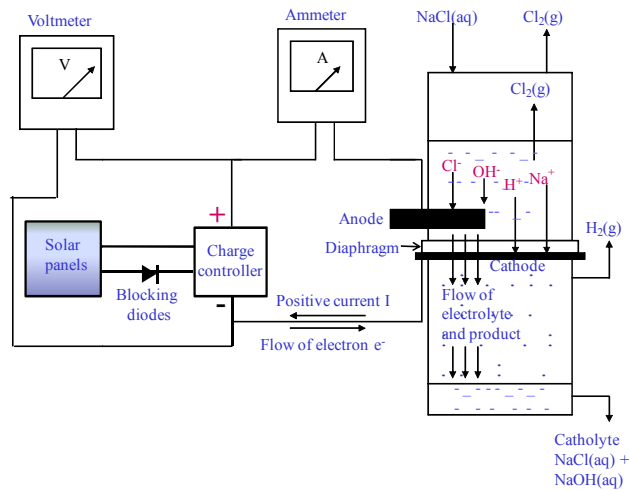 Voltmeter
V
Ammeter
A
NaCl(aq)
Cl₂(g)
Cl₂(g)
Cl⁻
OH⁻
H⁺
Na⁺
Anode
Diaphragm
Cathode
H₂(g)
+
Solar
panels
Charge
controller
Blocking
diodes
-
Positive current I
Flow of electron e⁻
Flow of
electrolyte
and product
Catholyte
NaCl(aq) +
NaOH(aq)